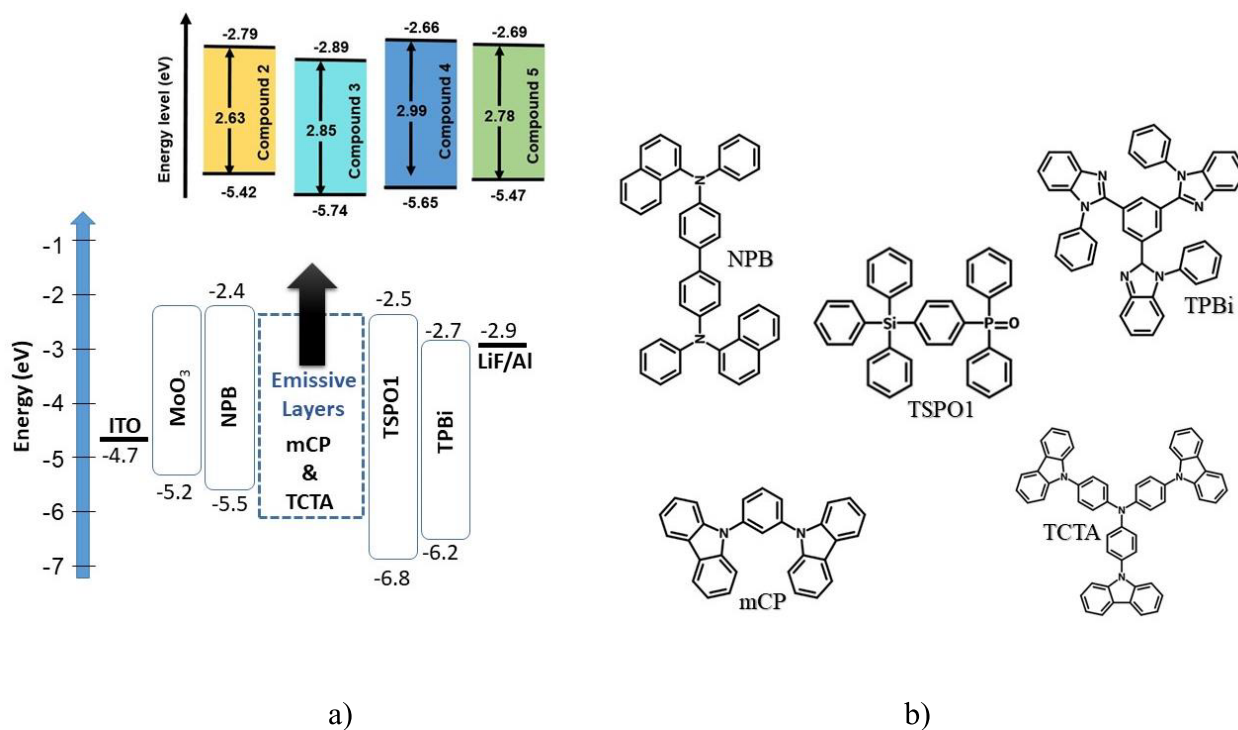 Energy level (eV)
-2.79
2.63
Compound 2
-5.42
-2.89
2.85
Compound 3
-5.74
-2.66
2.99
Compound 4
-5.65
-2.69
2.78
Compound 5
-5.47
Energy (eV)
-1
-2
-3
-4
-5
-6
-7
ITO
-4.7
MoO3
-5.2
-2.4
NPB
-5.5
Emissive
Layers
mCP
&
TCTA
-2.5
TSPO1
-6.8
-2.7
TPBi
-6.2
-2.9
LiF/Al
a)
N
N
NPB
Si
P
O
TSPO1
N
N
N
N
N
N
TPBi
N
N
mCP
N
N
N
N
TCTA
b)